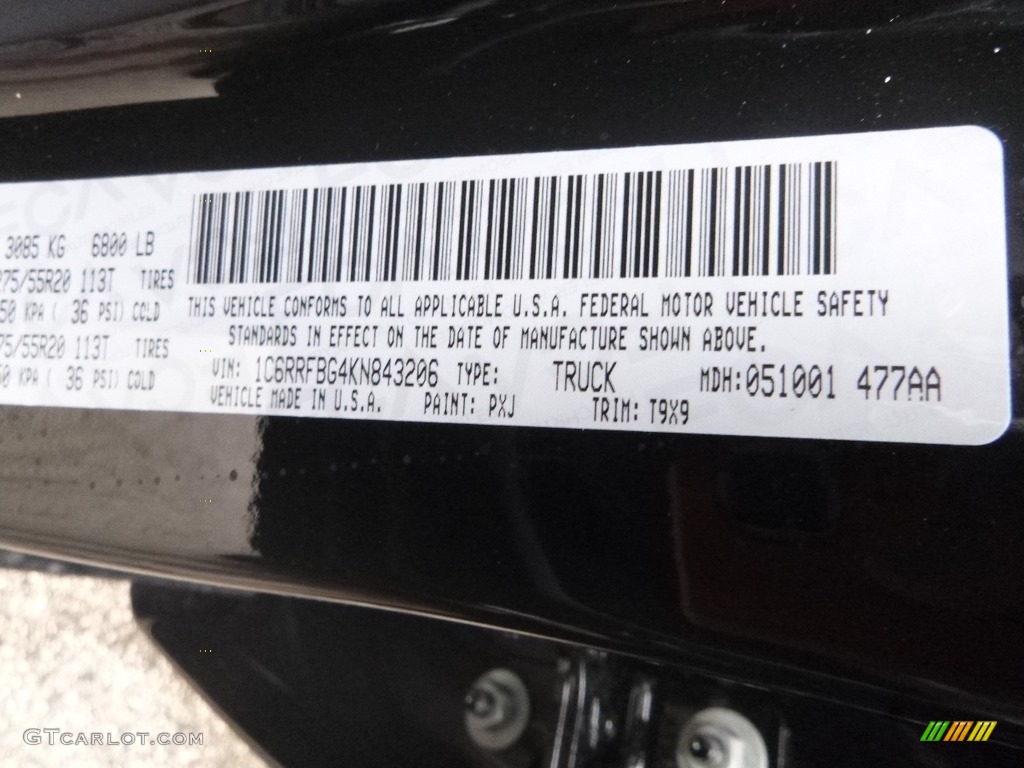 3085 KG 6800 LB
275/55R20 113T TIRES
50 KPA ( 36 PSI) COLD
75/55R20 113T TIRES
50 KPA ( 36 PSI) COLD
THIS VEHICLE CONFORMS TO ALL APPLICABLE U.S.A. FEDERAL MOTOR VEHICLE SAFETY
STANDARDS IN EFFECT ON THE DATE OF MANUFACTURE SHOWN ABOVE.
VIN: 1C6RRFBG4KN843206 TYPE: TRUCK MDH:051001 477AA
VEHICLE MADE IN U.S.A. PAINT: PXJ TRIM: T9X9
GTCARLOT.COM